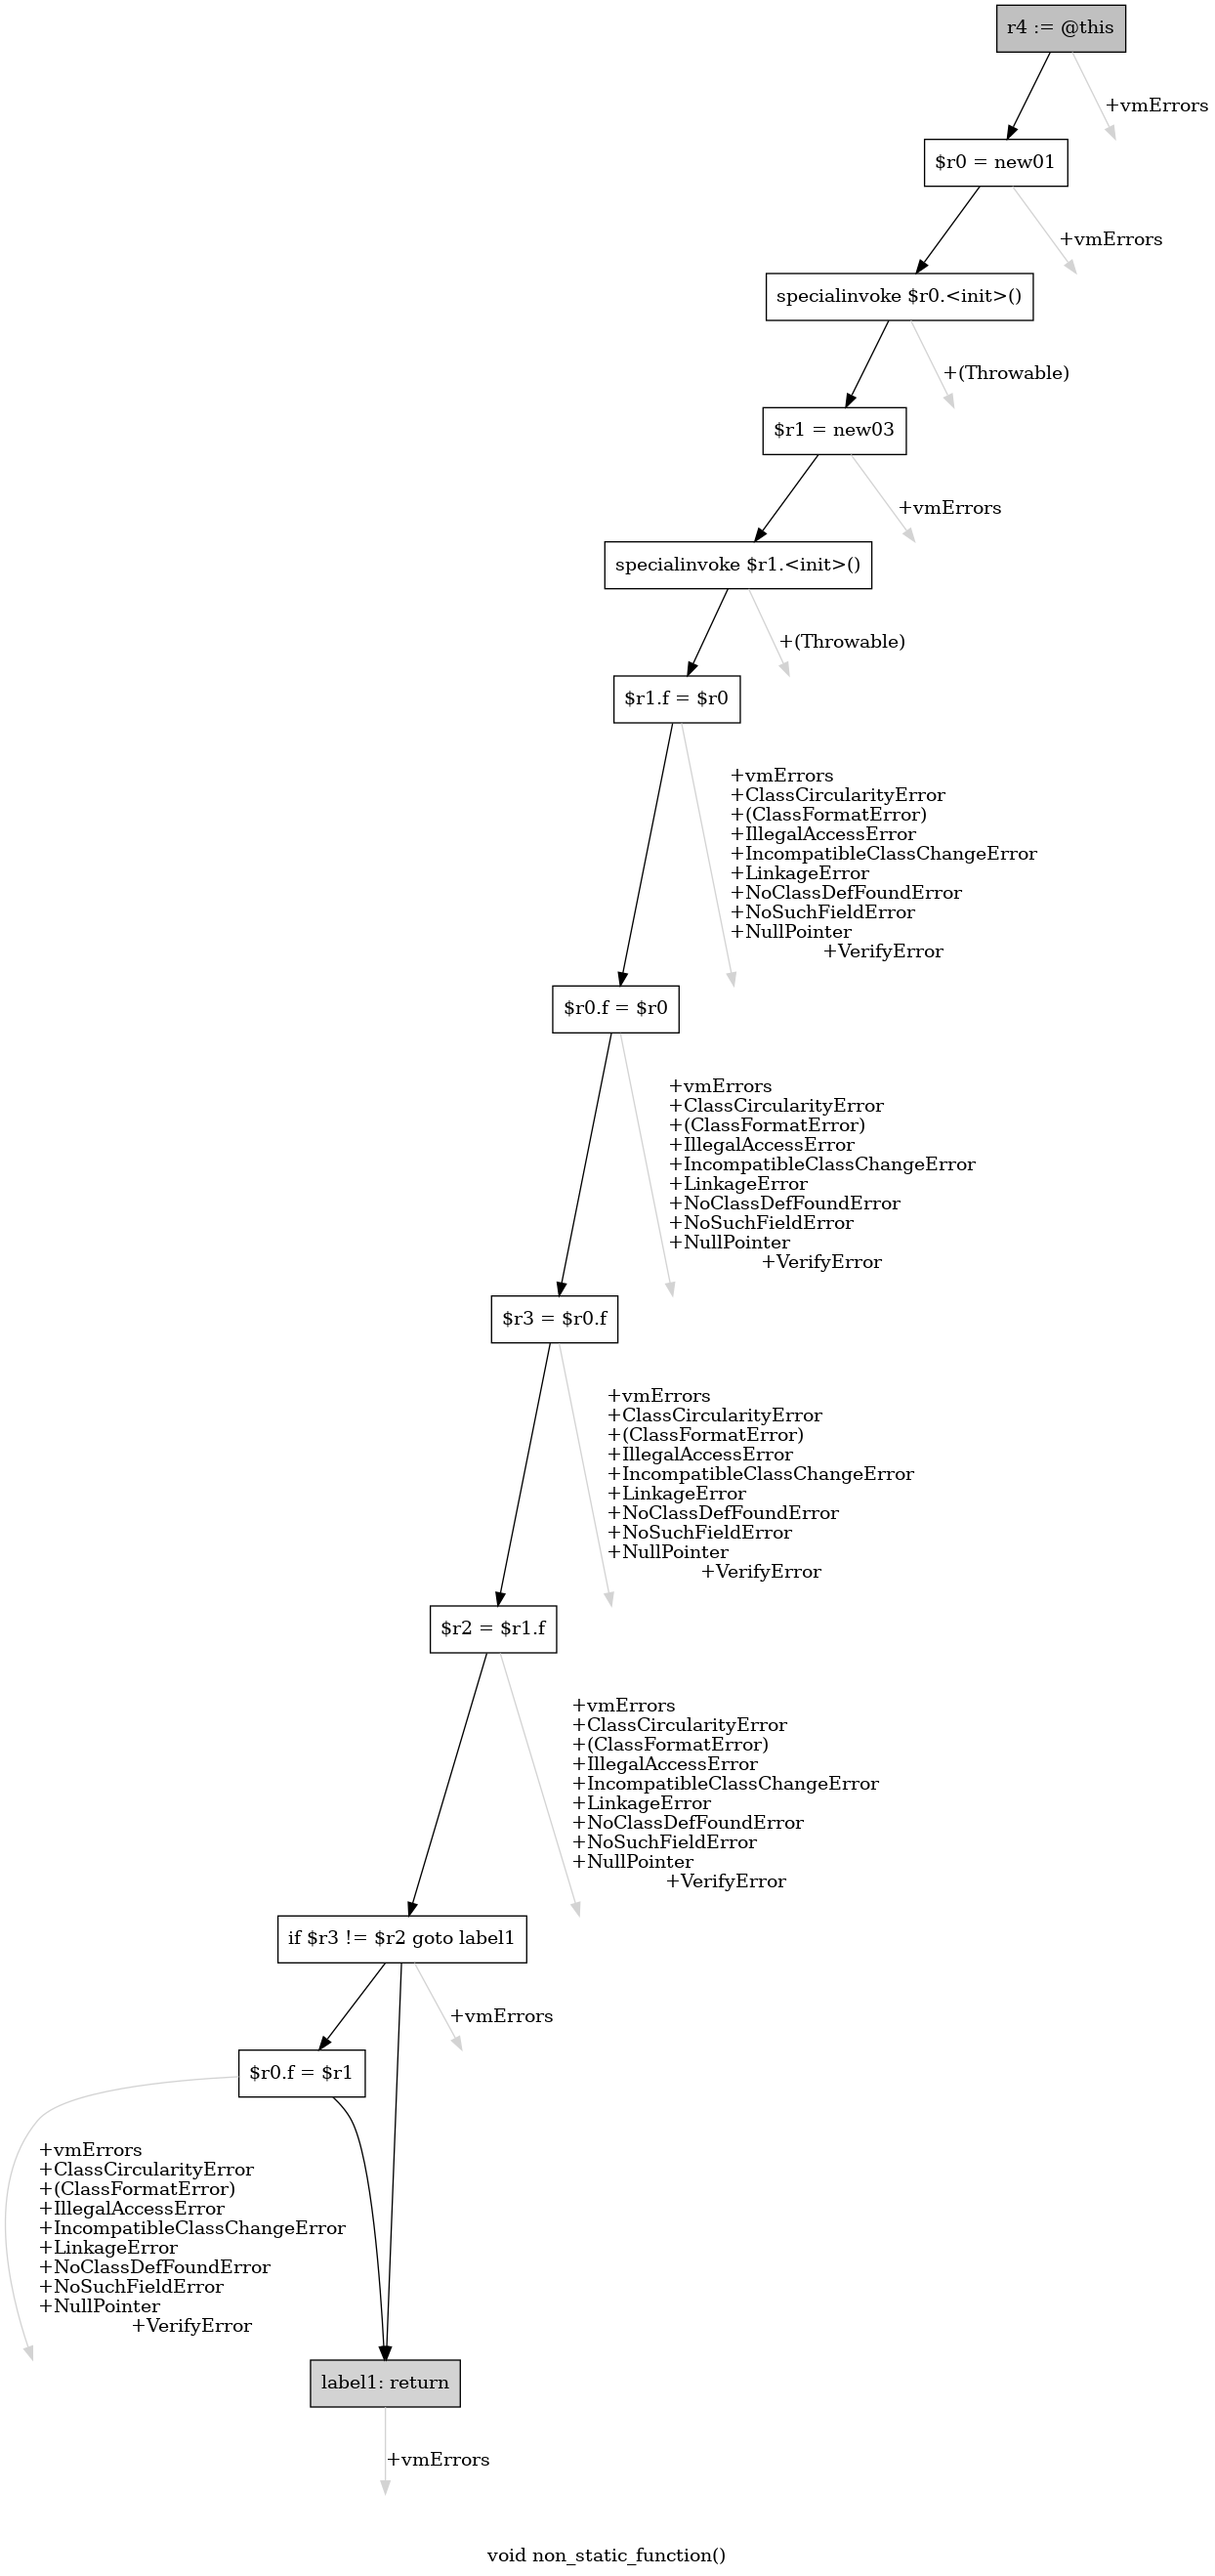 r4 := @this
+vmErrors
$r0 = new01
+vmErrors
specialinvoke $r0.<init>()
+(Throwable)
$r1 = new03
+vmErrors
specialinvoke $r1.<init>()
+(Throwable)
$r1.f = $r0
+vmErrors
+ClassCircularityError
+(ClassFormatError)
+IllegalAccessError
+IncompatibleClassChangeError
+LinkageError
+NoClassDefFoundError
+NoSuchFieldError
+NullPointer
+VerifyError
$r0.f = $r0
+vmErrors
+ClassCircularityError
+(ClassFormatError)
+IllegalAccessError
+IncompatibleClassChangeError
+LinkageError
+NoClassDefFoundError
+NoSuchFieldError
+NullPointer
+VerifyError
$r3 = $r0.f
+vmErrors
+ClassCircularityError
+(ClassFormatError)
+IllegalAccessError
+IncompatibleClassChangeError
+LinkageError
+NoClassDefFoundError
+NoSuchFieldError
+NullPointer
+VerifyError
$r2 = $r1.f
+vmErrors
+ClassCircularityError
+(ClassFormatError)
+IllegalAccessError
+IncompatibleClassChangeError
+LinkageError
+NoClassDefFoundError
+NoSuchFieldError
+NullPointer
+VerifyError
if $r3 != $r2 goto label1
+vmErrors
$r0.f = $r1
+vmErrors
+ClassCircularityError
+(ClassFormatError)
+IllegalAccessError
+IncompatibleClassChangeError
+LinkageError
+NoClassDefFoundError
+NoSuchFieldError
+NullPointer
+VerifyError
label1: return
+vmErrors
void non_static_function()